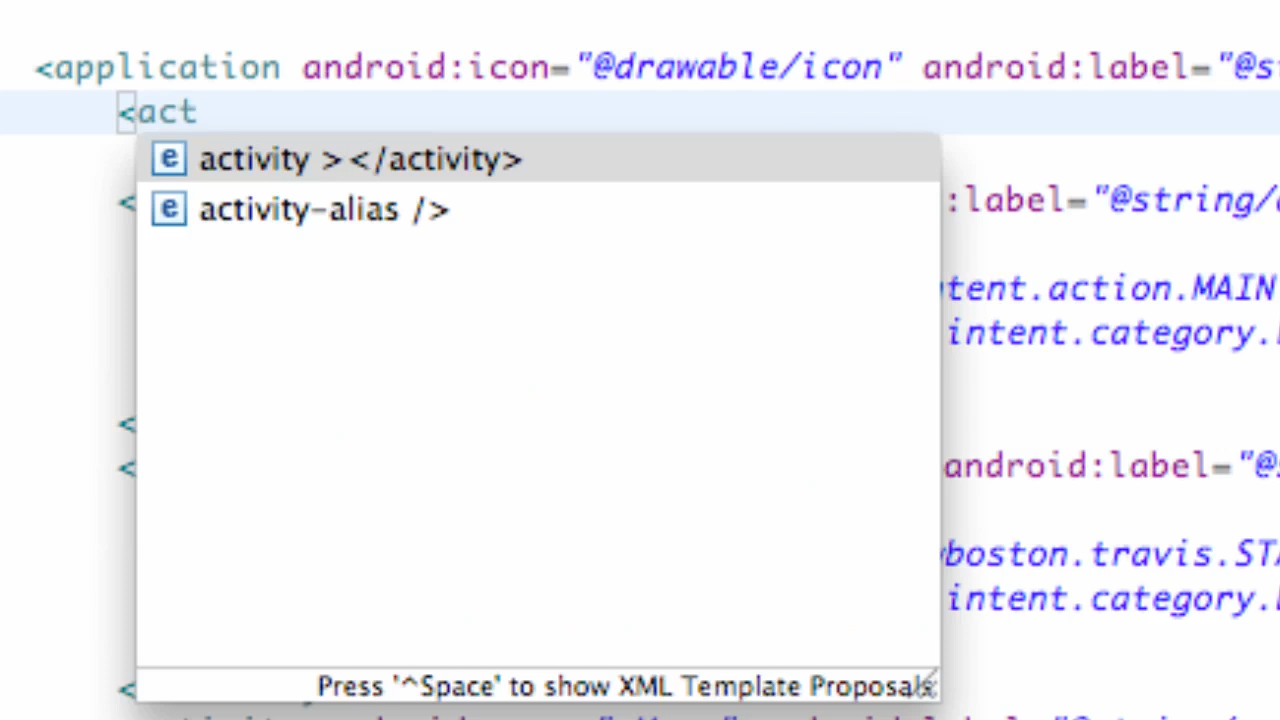 <application android:icon="@drawable/icon" android:label="@s
<act
e activity ></activity>
< :label="@string/
e activity-alias />
tent.action.MAIN
intent.category.
<
< android:label="@
boston.travis.STA
intent.category.
Press '^Space' to show XML Template Proposals
<